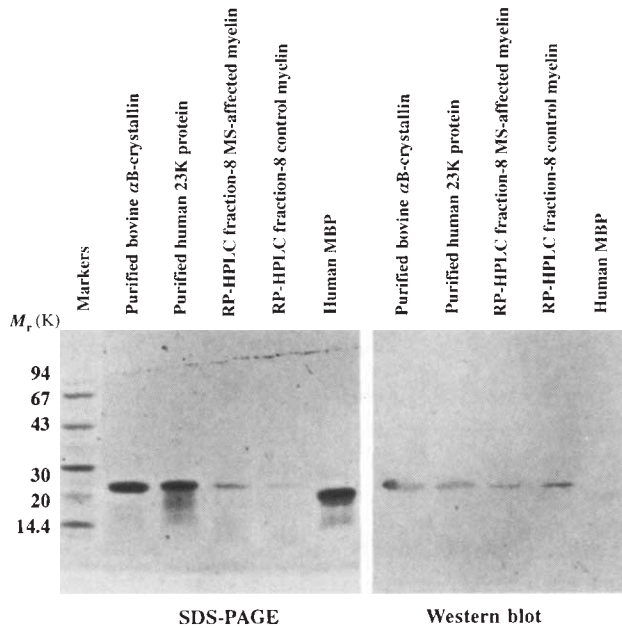 Markers
Purified bovine αB-crystallin
Purified human 23K protein
RP-HPLC fraction-8 MS-affected myelin
RP-HPLC fraction-8 control myelin
Human MBP
Purified bovine αB-crystallin
Purified human 23K protein
RP-HPLC fraction-8 MS-affected myelin
RP-HPLC fraction-8 control myelin
Human MBP
Mr (K)
94
67
43
30
20
14.4
SDS-PAGE
Western blot